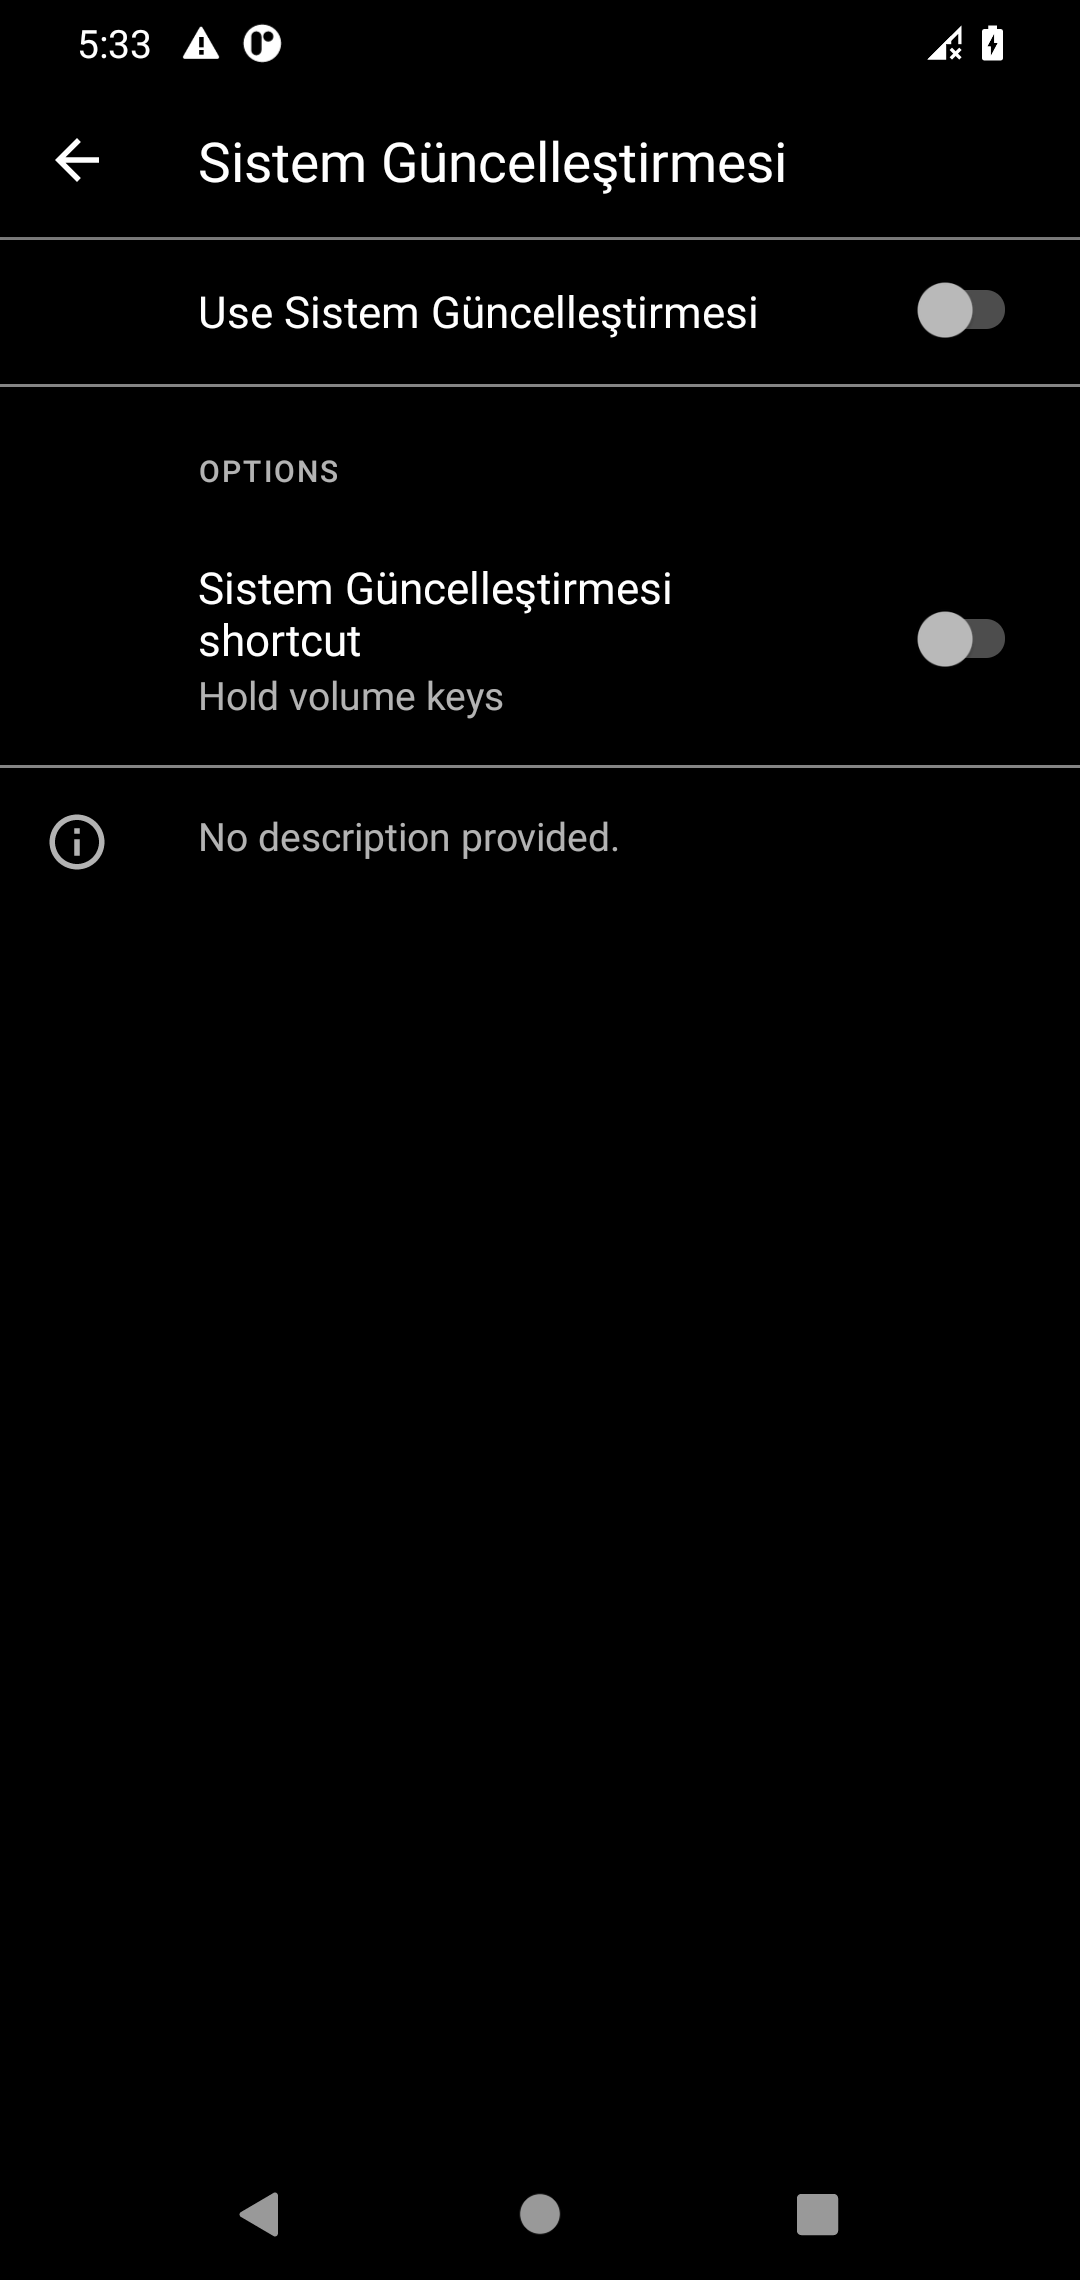 5:33
Sistem Güncelleştirmesi
Use Sistem Güncelleştirmesi
OPTIONS
Sistem Güncelleştirmesi
shortcut
Hold volume keys
No description provided.